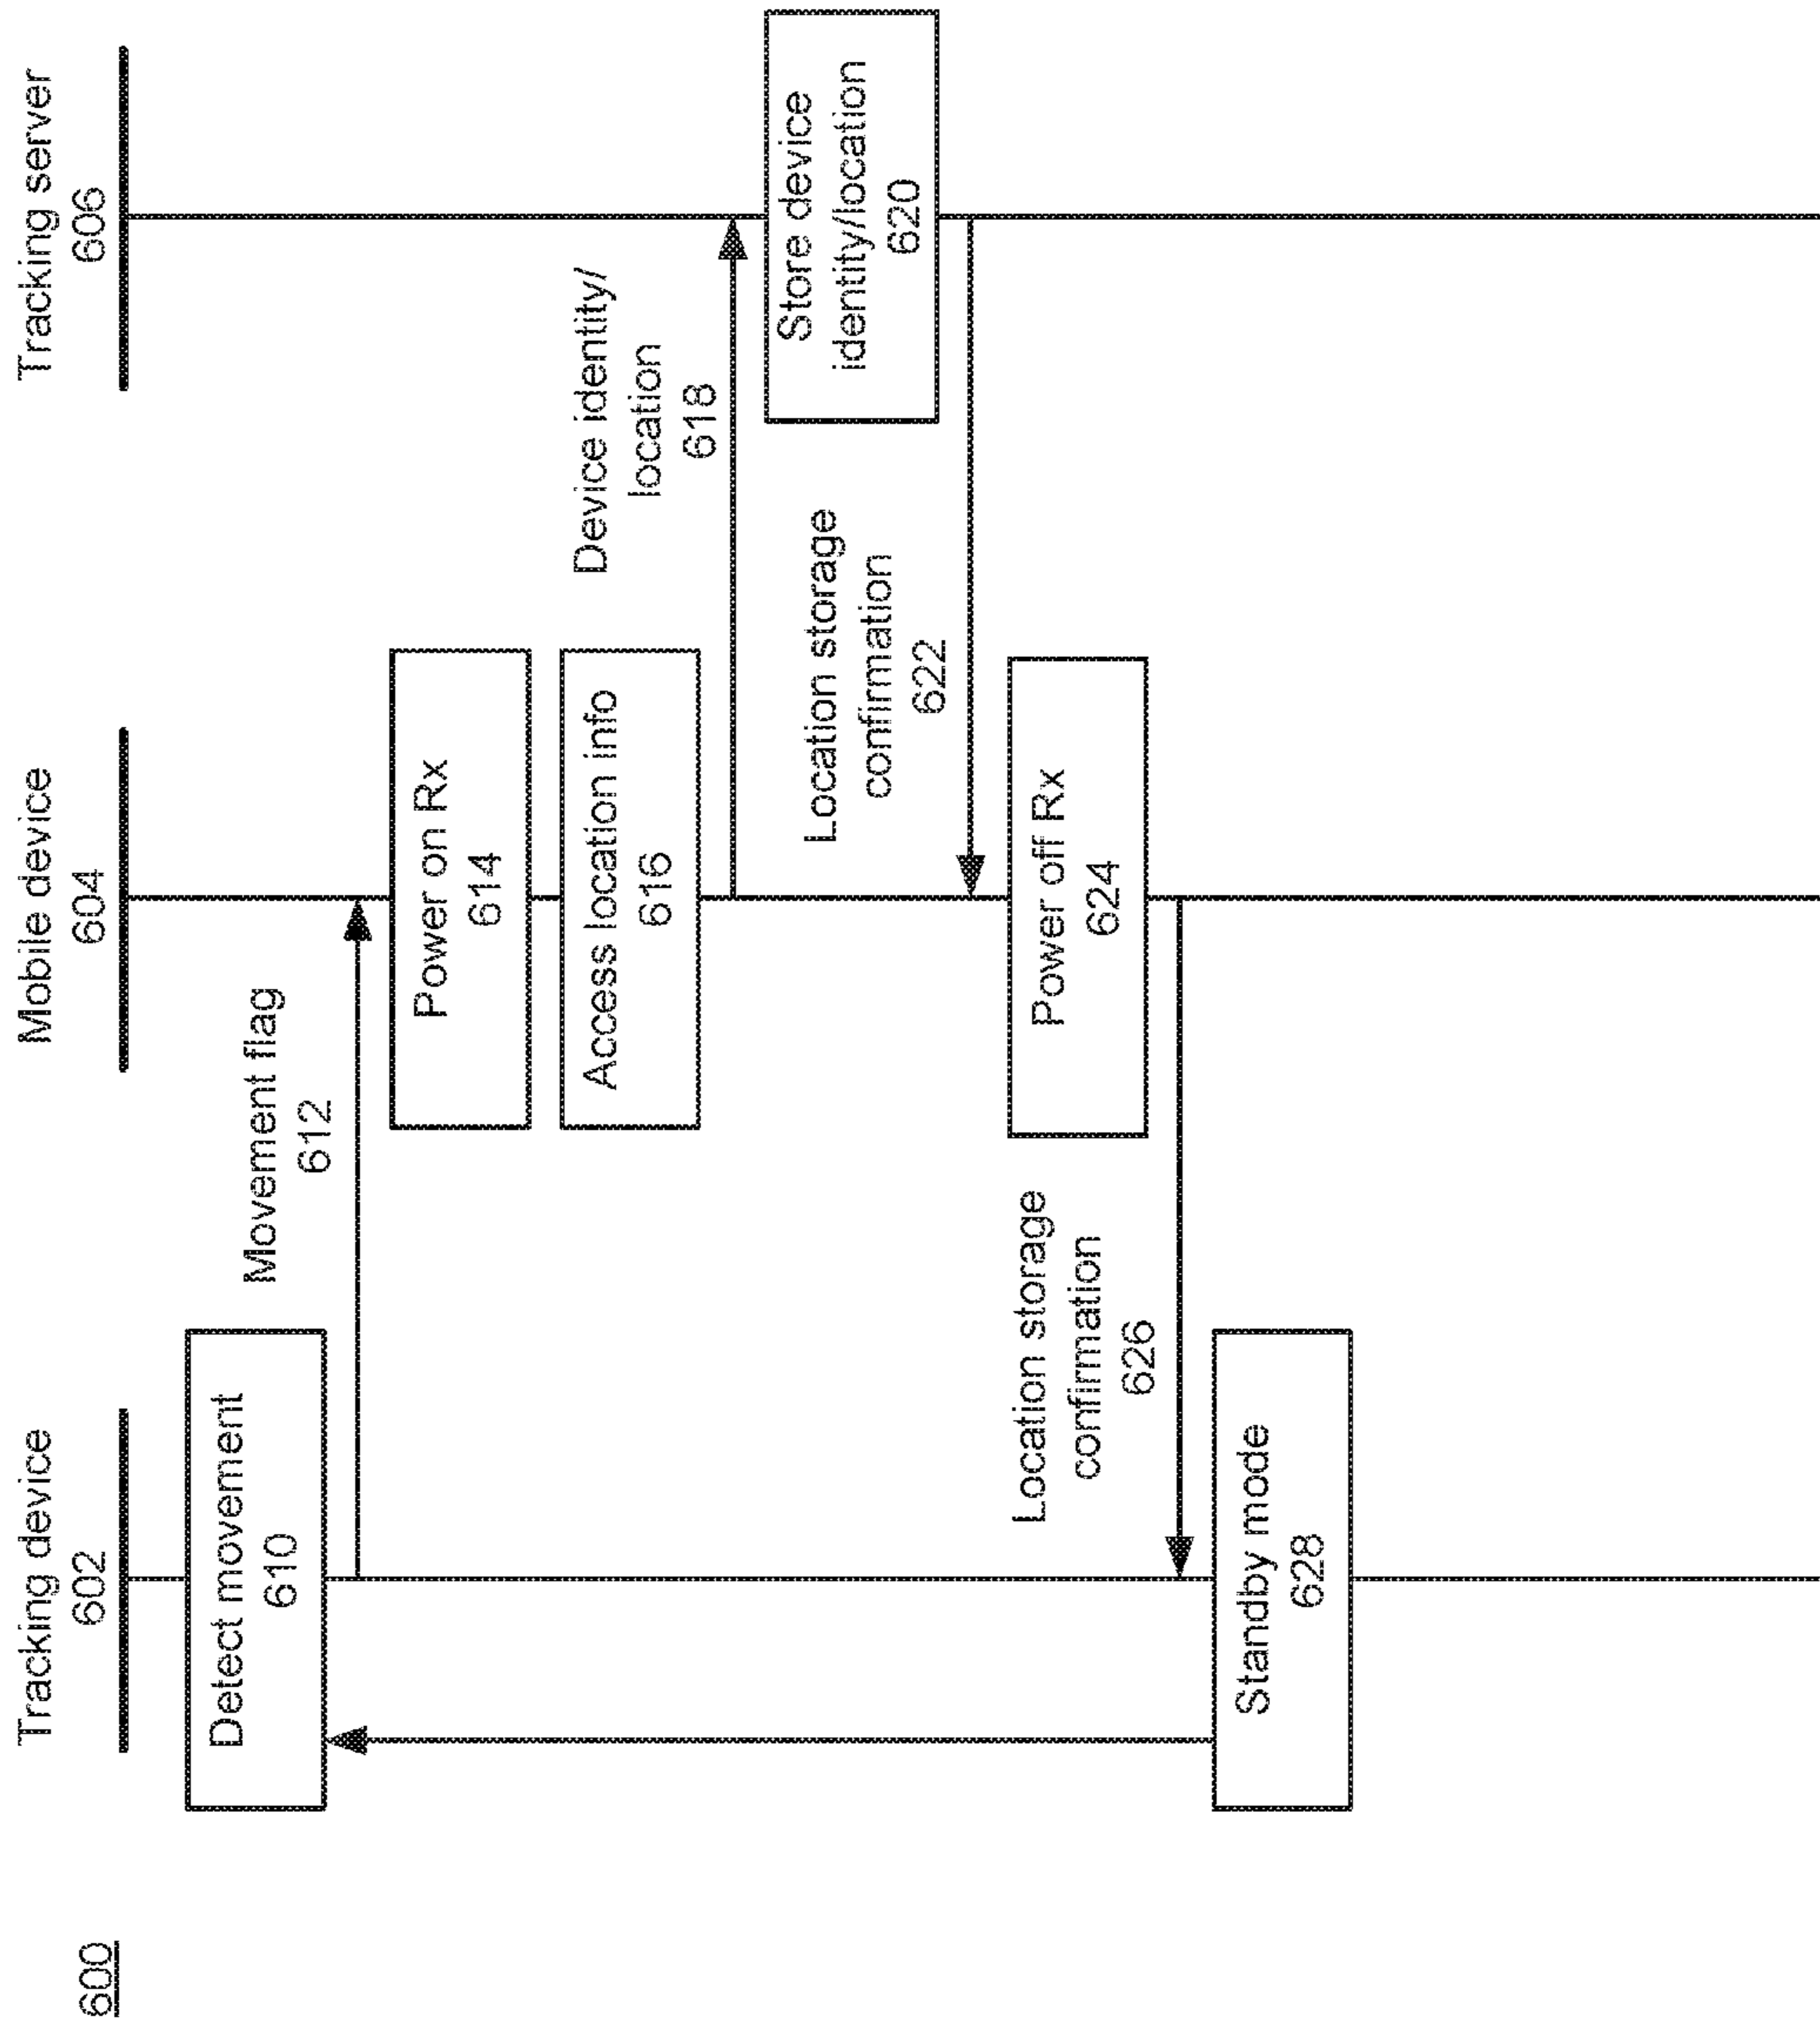 600
Tracking device
602
Mobile device
604
Tracking server
606
Detect movement
610
Movement flag
612
Power on Rx
614
Access location info
616
Device identity/
location
618
Store device
identity/location
620
Location storage
confirmation
622
Power off Rx
624
Location storage
confirmation
626
Standby mode
628